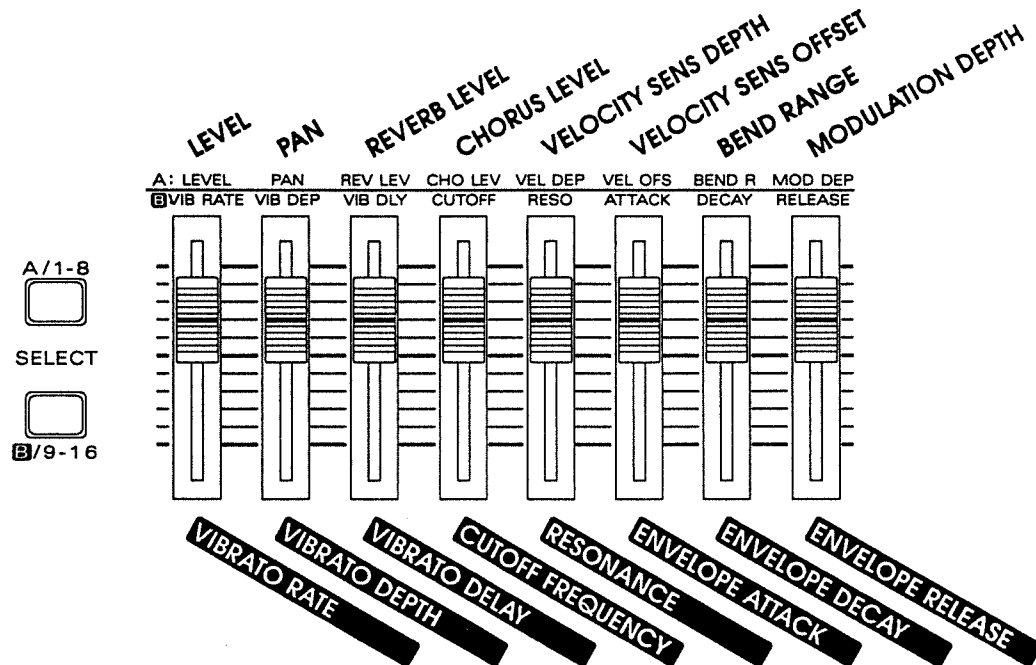 LEVEL
PAN
REVERB LEVEL
CHORUS LEVEL
VELOCITY SENS DEPTH
VELOCITY SENS OFFSET
BEND RANGE
MODULATION DEPTH
A: LEVEL PAN REV LEV CHO LEV VEL DEP VEL OFS BEND R MOD DEP
B VIB RATE VIB DEP VIB DLY CUTOFF RESO ATTACK DECAY RELEASE
A/1-8
SELECT
B/9-16
VIBRATO RATE
VIBRATO DEPTH
VIBRATO DELAY
CUTOFF FREQUENCY
RESONANCE
ENVELOPE ATTACK
ENVELOPE DECAY
ENVELOPE RELEASE